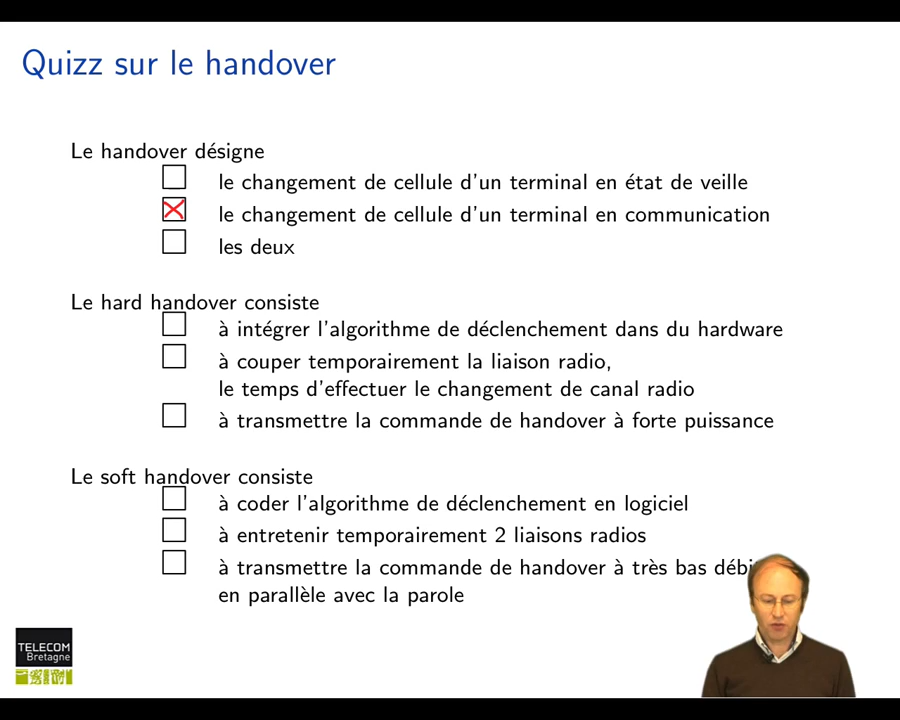 Quizz sur le handover
Le handover désigne
le changement de cellule d'un terminal en état de veille
le changement de cellule d'un terminal en communication
les deux
Le hard handover consiste
à intégrer l'algorithme de déclenchement dans du hardware
à couper temporairement la liaison radio,
le temps d'effectuer le changement de canal radio
à transmettre la commande de handover à forte puissance
Le soft handover consiste
à coder l'algorithme de déclenchement en logiciel
à entretenir temporairement 2 liaisons radios
à transmettre la commande de handover à très bas
en parallèle avec la parole
TELECOM
Bretagne